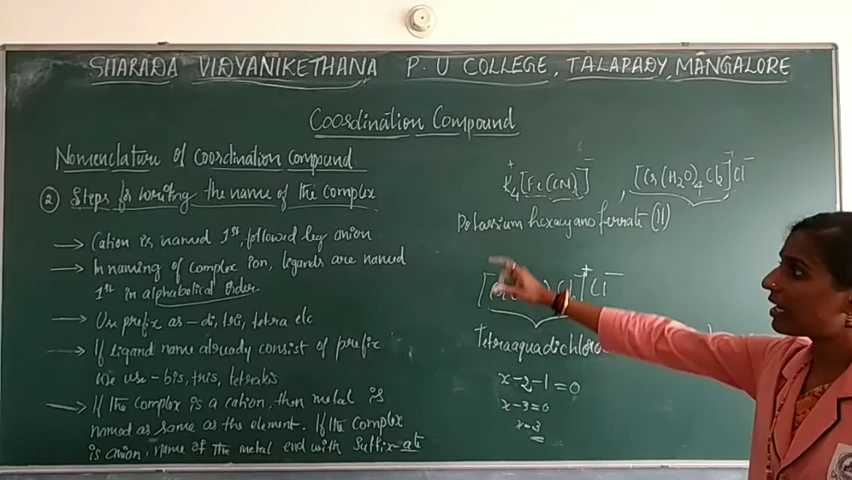 SHARADA VIDYANIKETHANA P.U COLLEGE, TALAPADY, MANGALORE
Coordination Compound
Nomenclature of Coordination Compound
② Steps for writing the name of the complex
→ Cation is named 1st, followed by anion
→ In naming of complex ion, ligands are named
1st in alphabetical order
→ Use prefix as - di, tri, tetra etc
→ If ligand name already consist of prefix
we use - bis, tris, tetrakis
→ If the complex is a cation, then metal is
named as same as the element. If the complex
is anion, name of the metal end with suffix - ate
K4+[Fe(CN)6]-, [Cr(H2O)4Cl2]+Cl-
Potassium hexacyanoferrate (II)
]+Cl-
Tetraaquadichloro
x-2-1=0
x-3=0
x=3